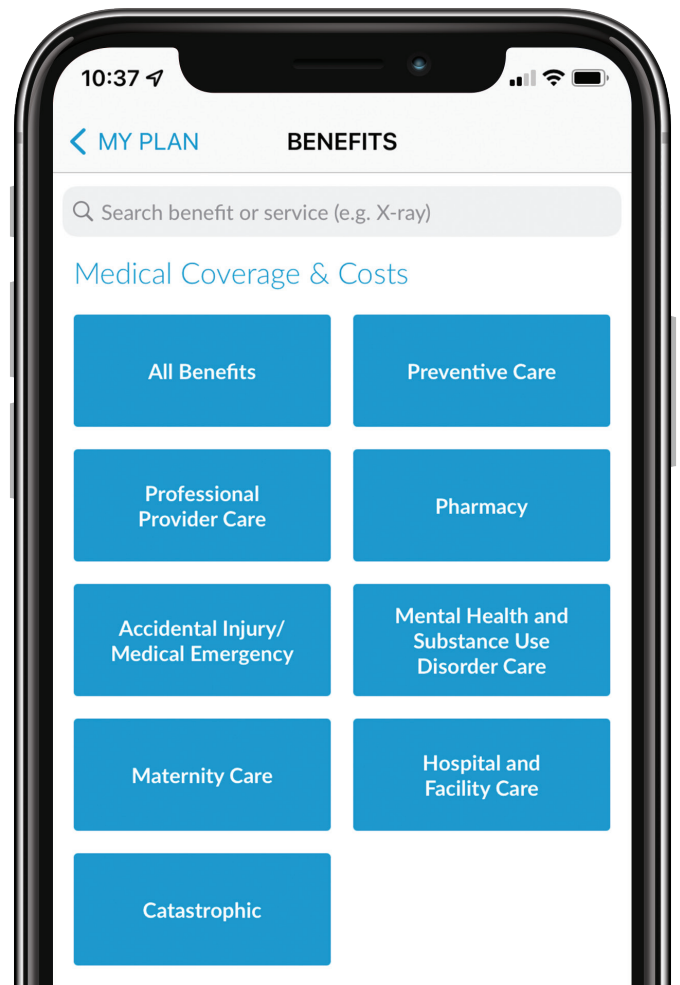 10:37
MY PLAN
BENEFITS
Search benefit or service (e.g. X-ray)
Medical Coverage & Costs
All Benefits
Preventive Care
Professional
Provider Care
Pharmacy
Accidental Injury/
Medical Emergency
Mental Health and
Substance Use
Disorder Care
Maternity Care
Hospital and
Facility Care
Catastrophic